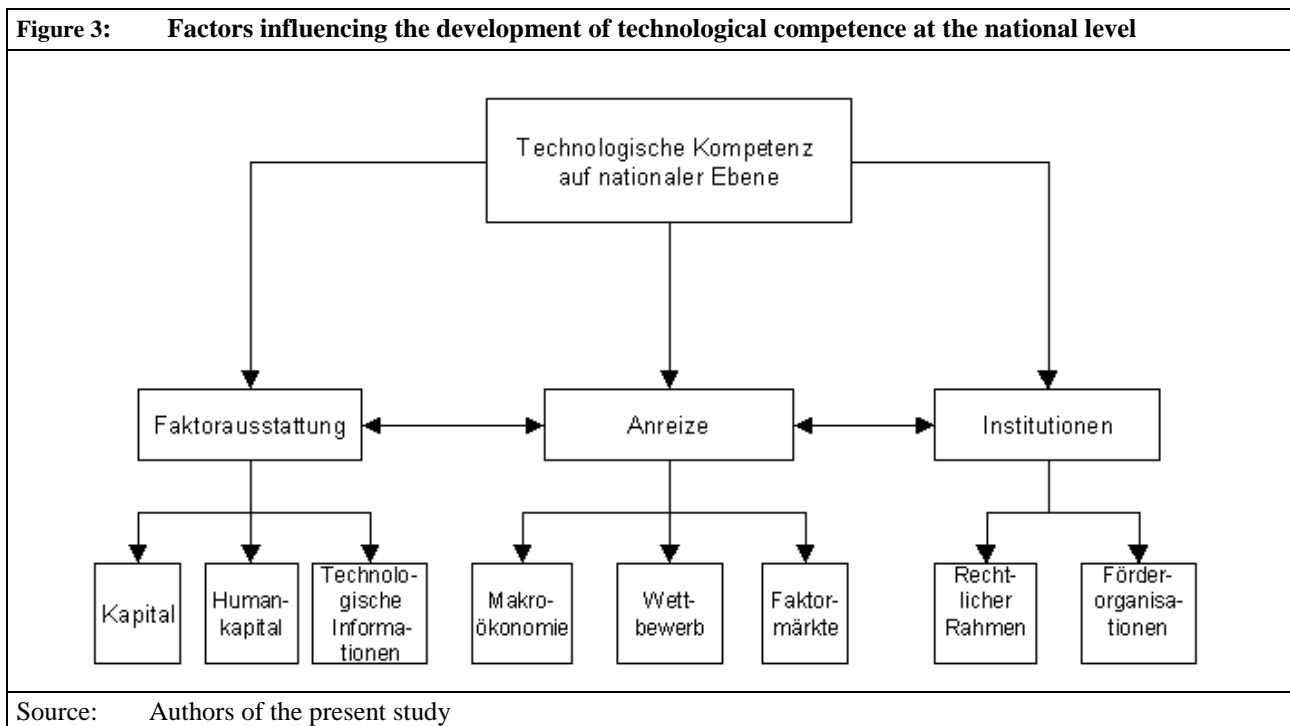 Figure 3: Factors influencing the development of technological competence at the national level
Technologische Kompetenz
auf nationaler Ebene
Faktorausstattung
Anreize
Institutionen
Kapital
Human-
kapital
Technolo-
gische
Informa-
tionen
Makro-
ökonomie
Wett-
bewerb
Faktor-
märkte
Recht-
licher
Rahmen
Förder-
organisa-
tionen
Source: Authors of the present study